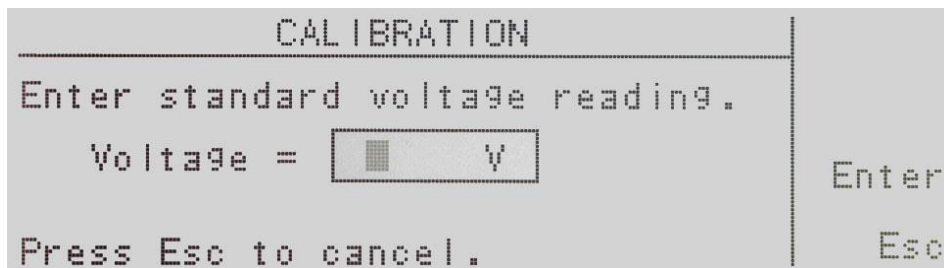 CALIBRATION
Enter standard voltage reading.
Voltage = V
Enter
Press Esc to cancel.
Esc